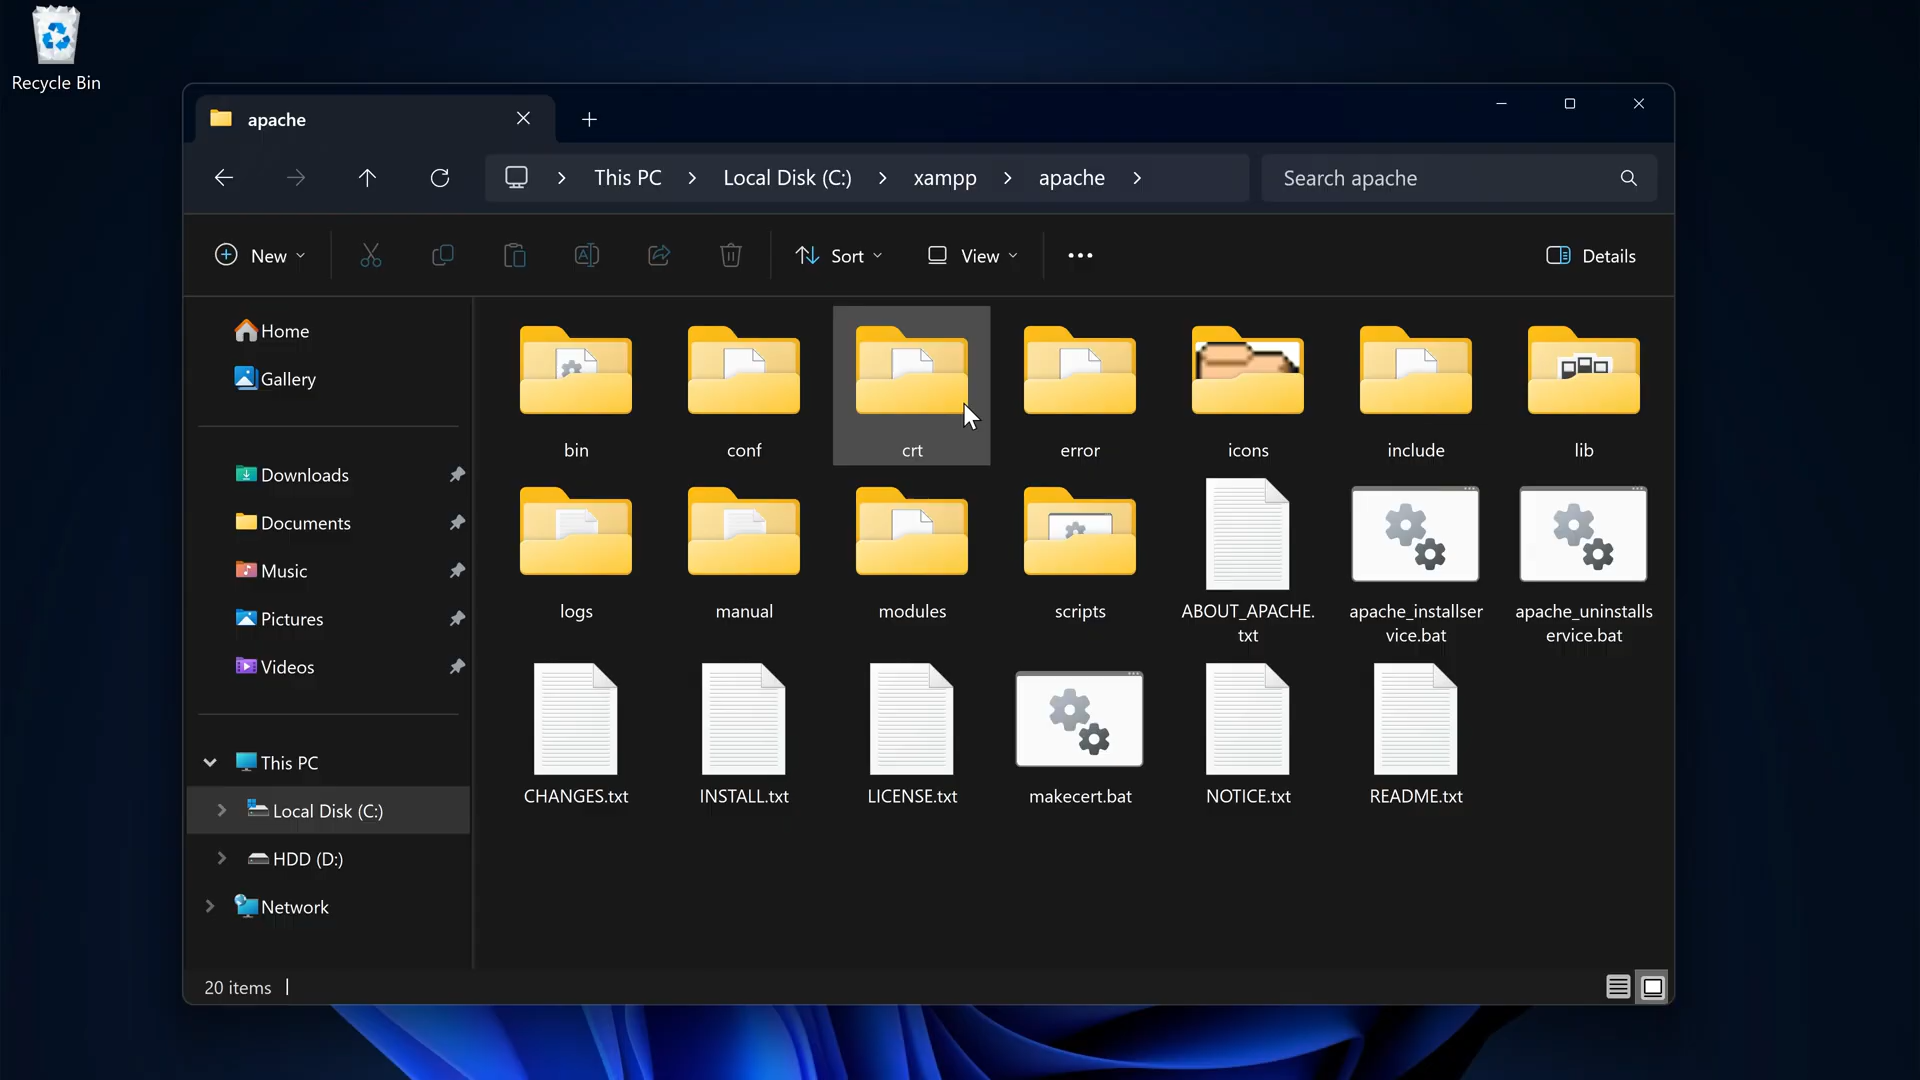 Recycle Bin
apache
This PC
Local Disk (C:)
xampp
apache
Search apache
New
Sort
View
Details
Home
Gallery
Downloads
Documents
Music
Pictures
Videos
This PC
Local Disk (C:)
HDD (D:)
Network
bin
conf
crt
error
icons
include
lib
logs
manual
modules
scripts
ABOUT_APACHE.
txt
apache_installser
vice.bat
apache_uninstalls
ervice.bat
CHANGES.txt
INSTALL.txt
LICENSE.txt
makecert.bat
NOTICE.txt
README.txt
20 items